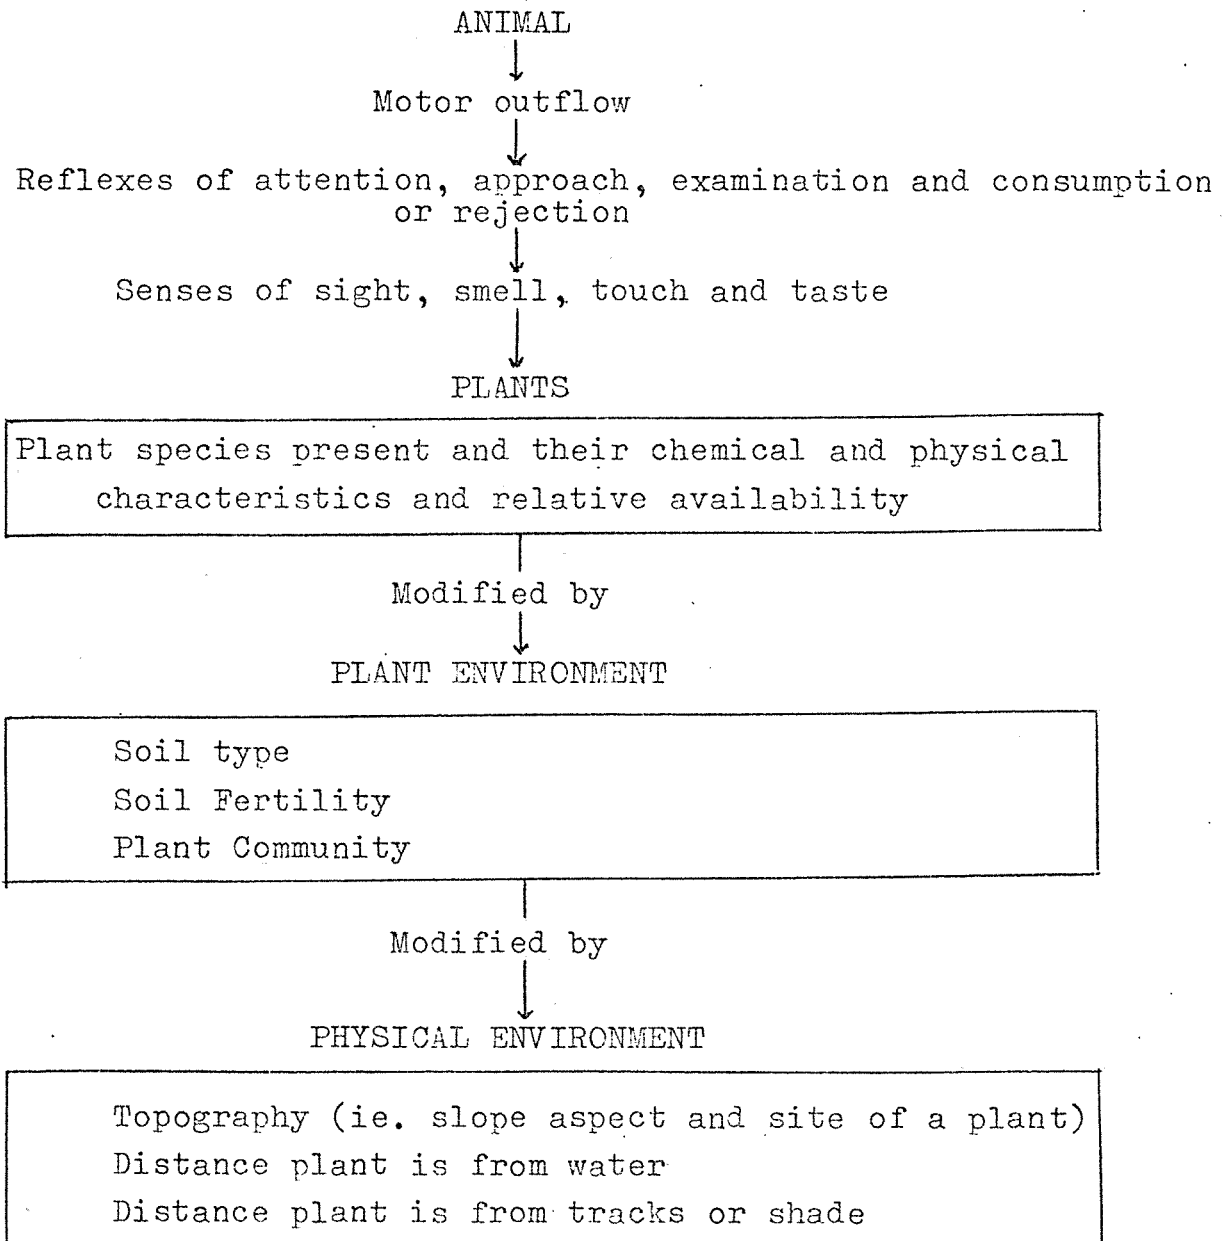 ANIMAL
Motor outflow
Reflexes of attention, approach, examination and consumption
or rejection
Senses of sight, smell, touch and taste
PLANTS
Plant species present and their chemical and physical
characteristics and relative availability
Modified by
PLANT ENVIRONMENT
Soil type
Soil Fertility
Plant Community
Modified by
PHYSICAL ENVIRONMENT
Topography (ie. slope aspect and site of a plant)
Distance plant is from water
Distance plant is from tracks or shade